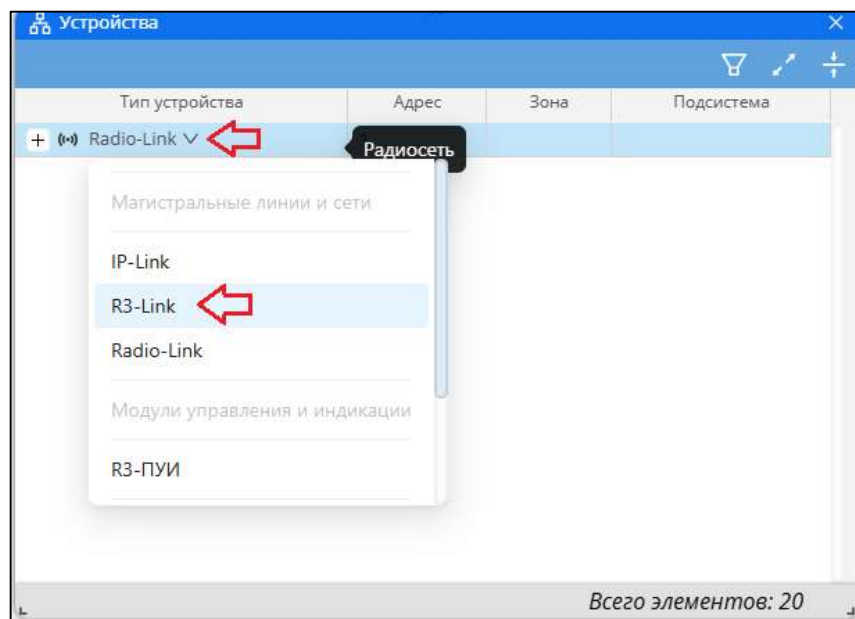 Устройства
Тип устройства Адрес Зона Подсистема
Radio-Link
Радиосеть
Магистральные линии и сети
IP-Link
R3-Link
Radio-Link
Модули управления и индикации
R3-ПУИ
Всего элементов: 20